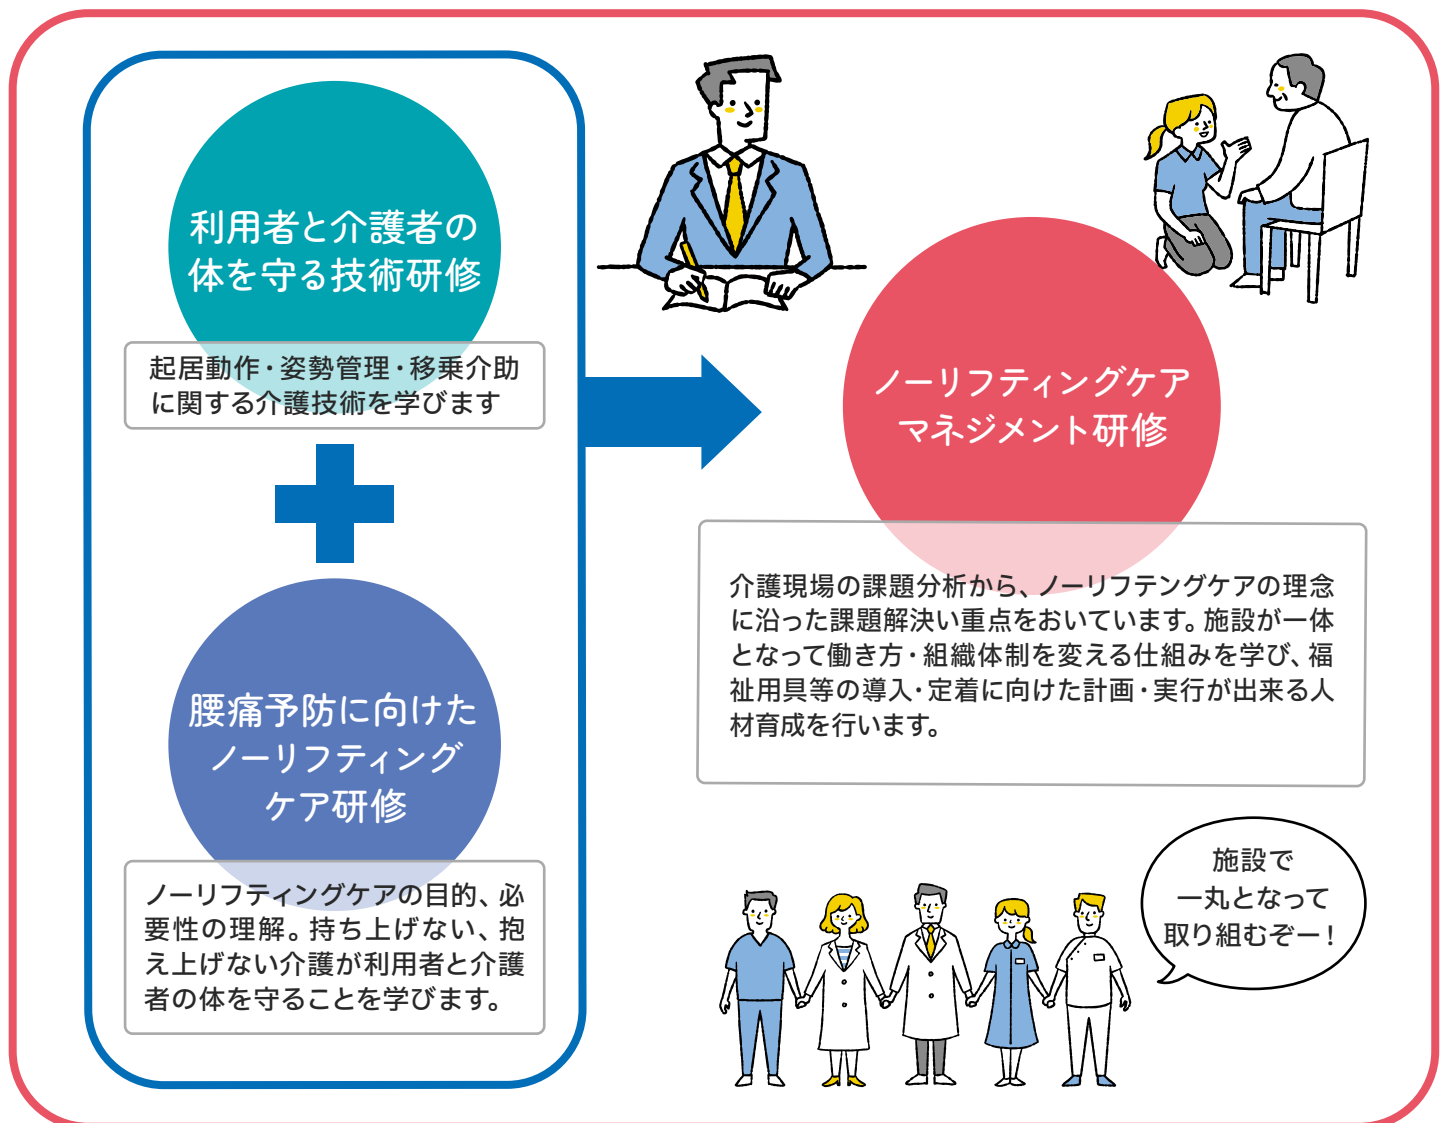 利用者と介護者の
体を守る技術研修
起居動作・姿勢管理・移乗介助
に関する介護技術を学びます
腰痛予防に向けた
ノーリフティング
ケア研修
ノーリフティングケアの目的、必
要性の理解。持ち上げない、抱
え上げない介護が利用者と介護
者の体を守ることを学びます。
ノーリフティングケア
マネジメント研修
介護現場の課題分析から、ノーリフテングケアの理念
に沿った課題解決い重点をおいています。施設が一体
となって働き方・組織体制を変える仕組みを学び、福
祉用具等の導入・定着に向けた計画・実行が出来る人
材育成を行います。
施設で
一丸となって
取り組むぞー！